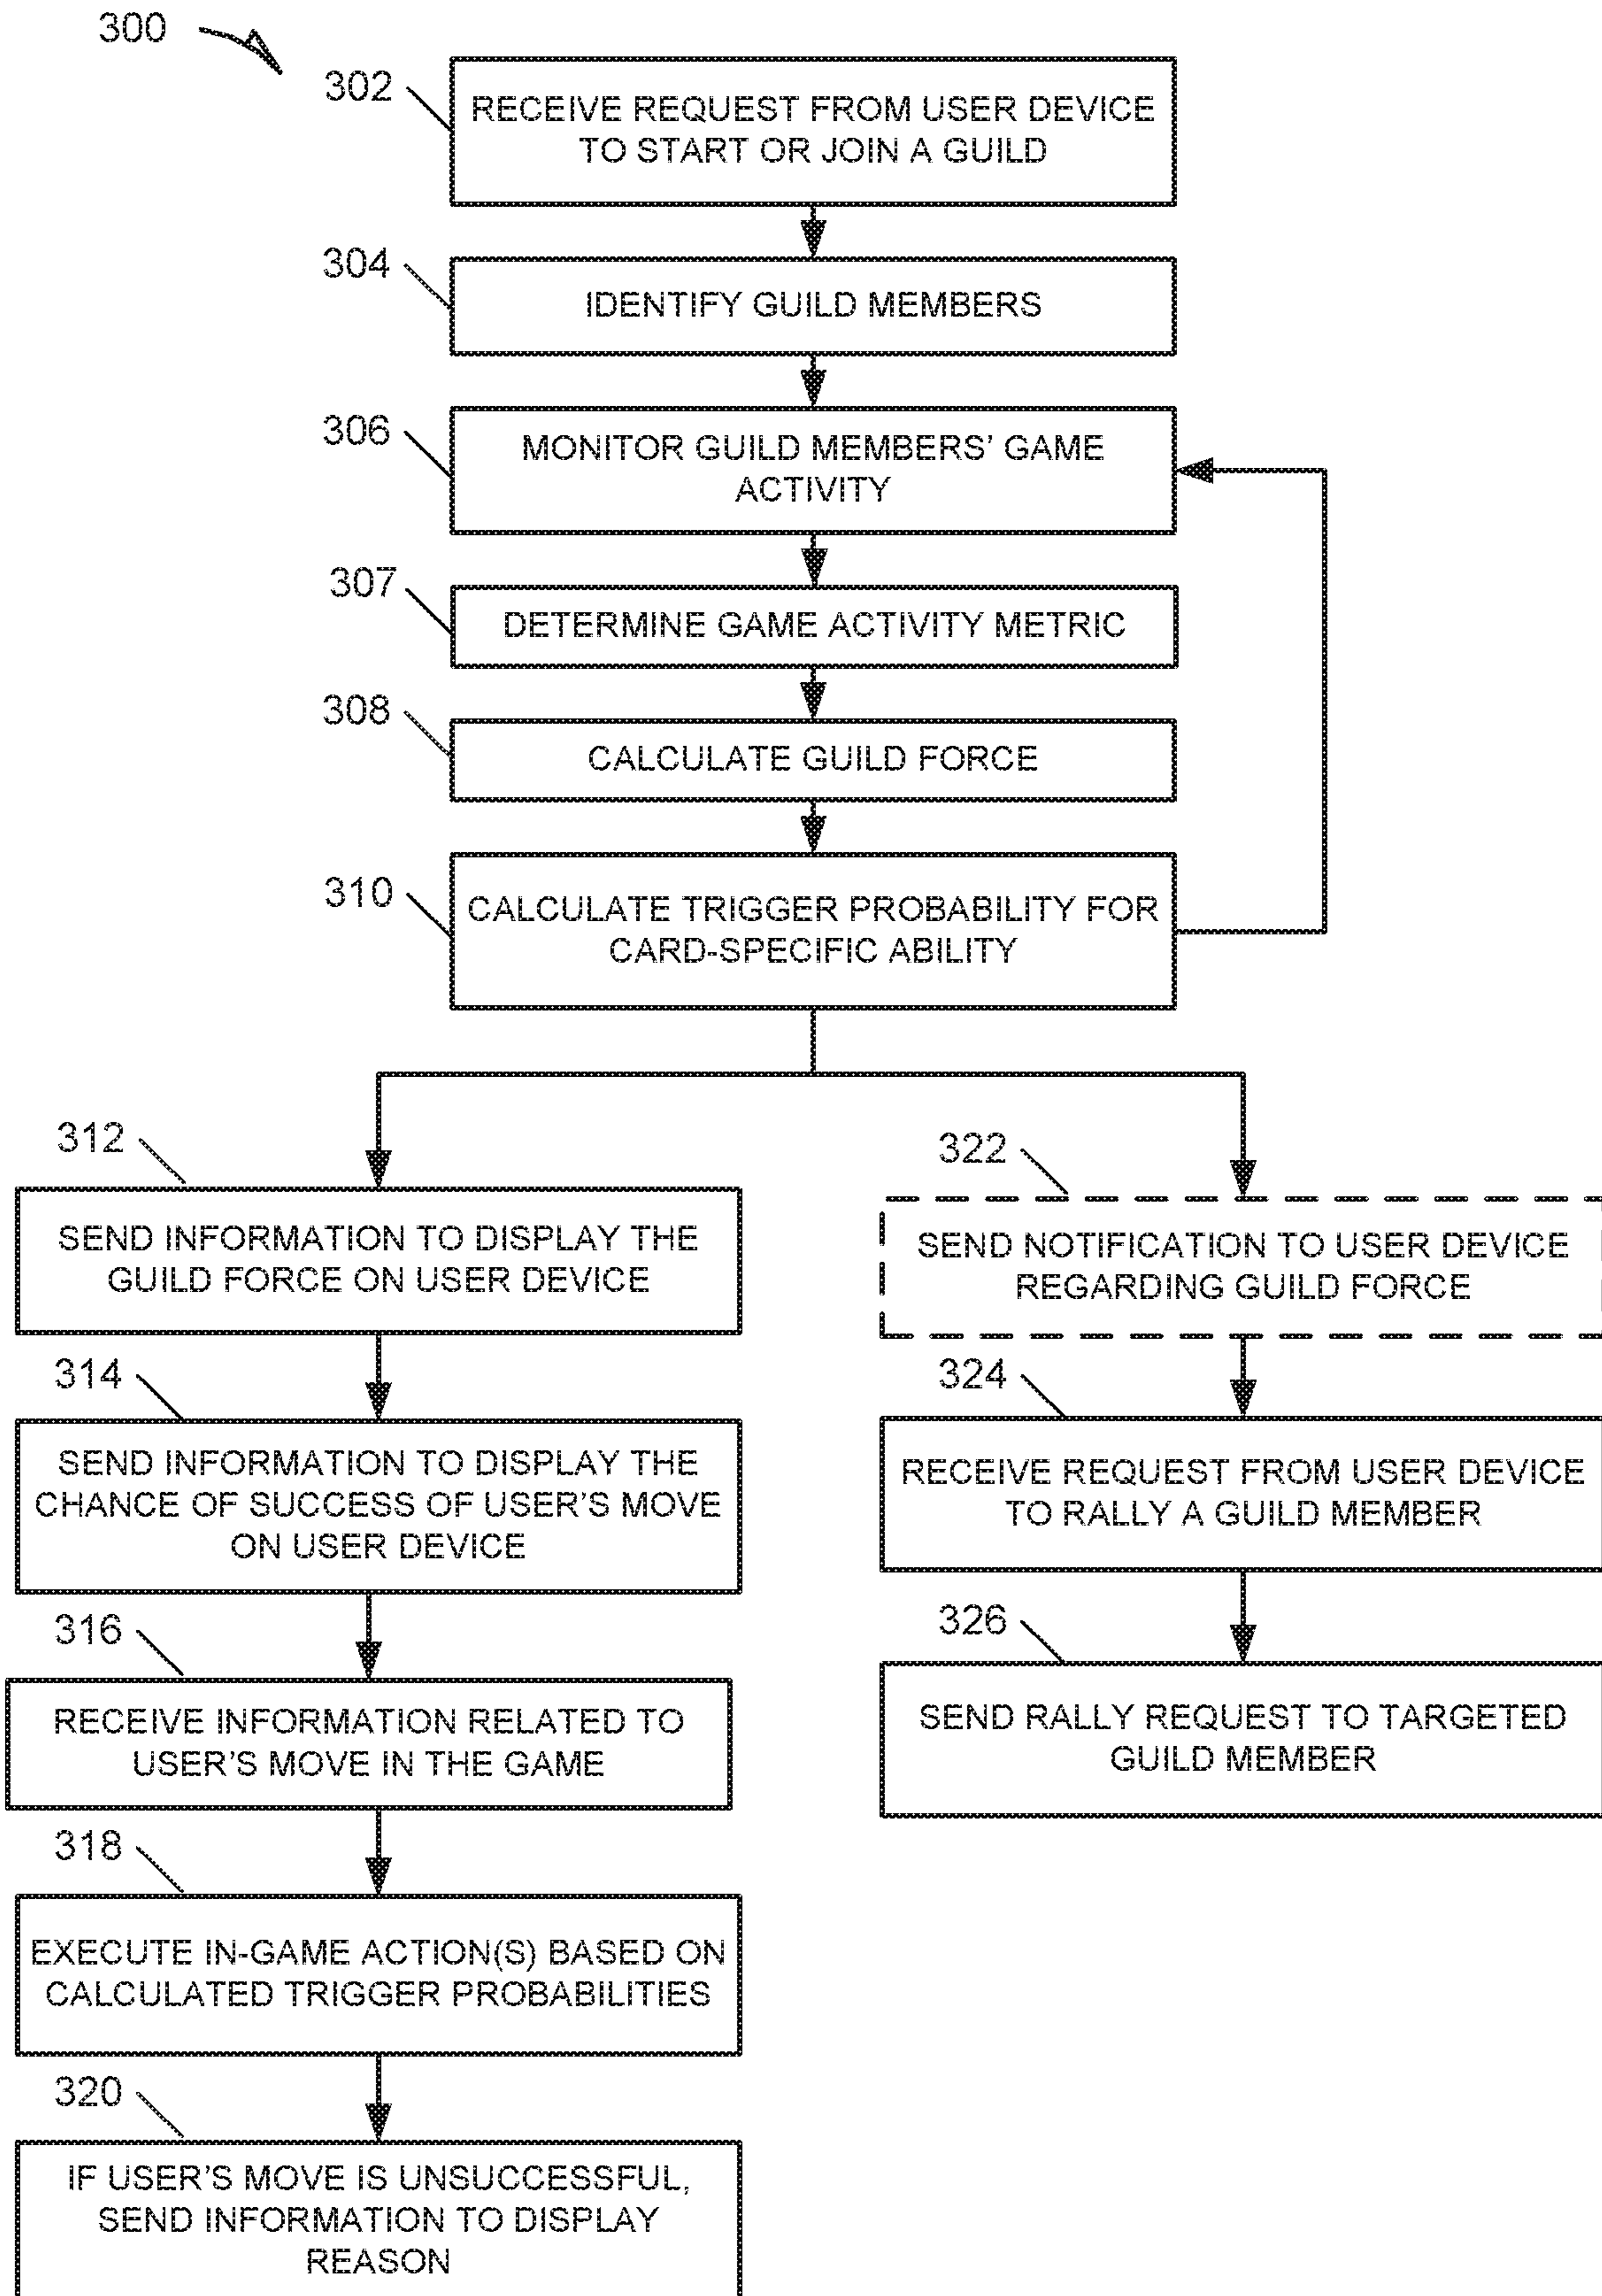 300
302
RECEIVE REQUEST FROM USER DEVICE
TO START OR JOIN A GUILD
304
IDENTIFY GUILD MEMBERS
306
MONITOR GUILD MEMBERS' GAME
ACTIVITY
307
DETERMINE GAME ACTIVITY METRIC
308
CALCULATE GUILD FORCE
310
CALCULATE TRIGGER PROBABILITY FOR
CARD-SPECIFIC ABILITY
312
SEND INFORMATION TO DISPLAY THE
GUILD FORCE ON USER DEVICE
314
SEND INFORMATION TO DISPLAY THE
CHANCE OF SUCCESS OF USER'S MOVE
ON USER DEVICE
316
RECEIVE INFORMATION RELATED TO
USER'S MOVE IN THE GAME
318
EXECUTE IN-GAME ACTION(S) BASED ON
CALCULATED TRIGGER PROBABILITIES
320
IF USER'S MOVE IS UNSUCCESSFUL,
SEND INFORMATION TO DISPLAY
REASON
322
SEND NOTIFICATION TO USER DEVICE
REGARDING GUILD FORCE
324
RECEIVE REQUEST FROM USER DEVICE
TO RALLY A GUILD MEMBER
326
SEND RALLY REQUEST TO TARGETED
GUILD MEMBER